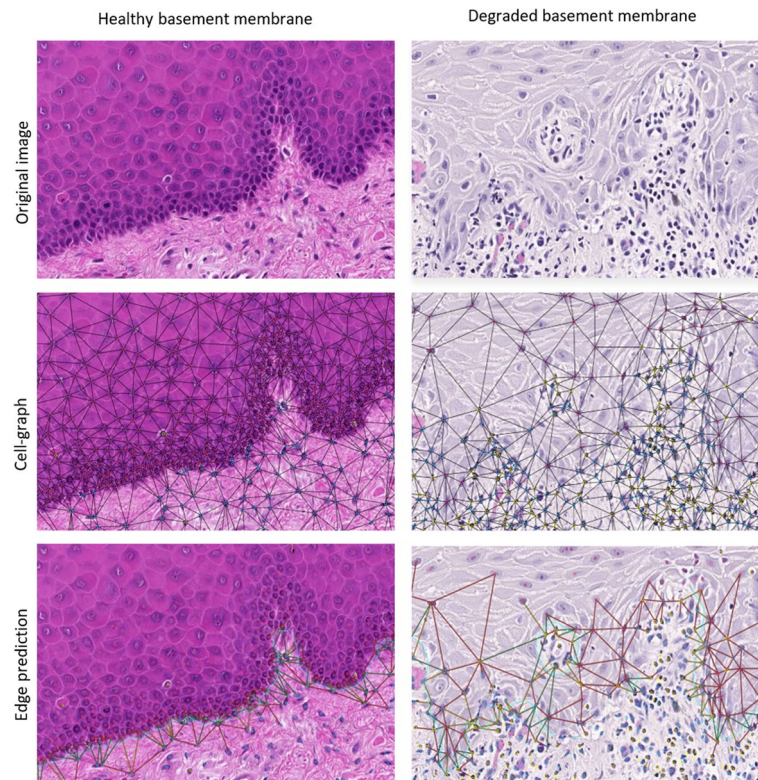 Healthy basement membrane
Degraded basement membrane
Original image
Cell-graph
Edge prediction